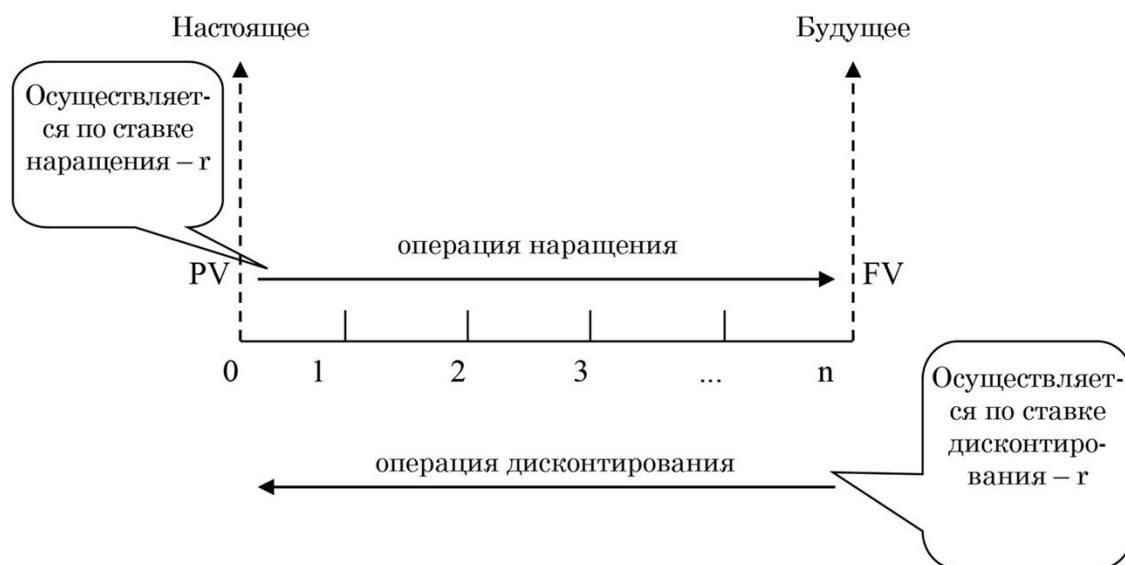 Настоящее
Будущее
Осуществляет-
ся по ставке
наращения – r
операция наращения
PV
FV
0
1
2
3
...
n
Осуществляет-
ся по ставке
дисконтиро-
вания – r
операция дисконтирования